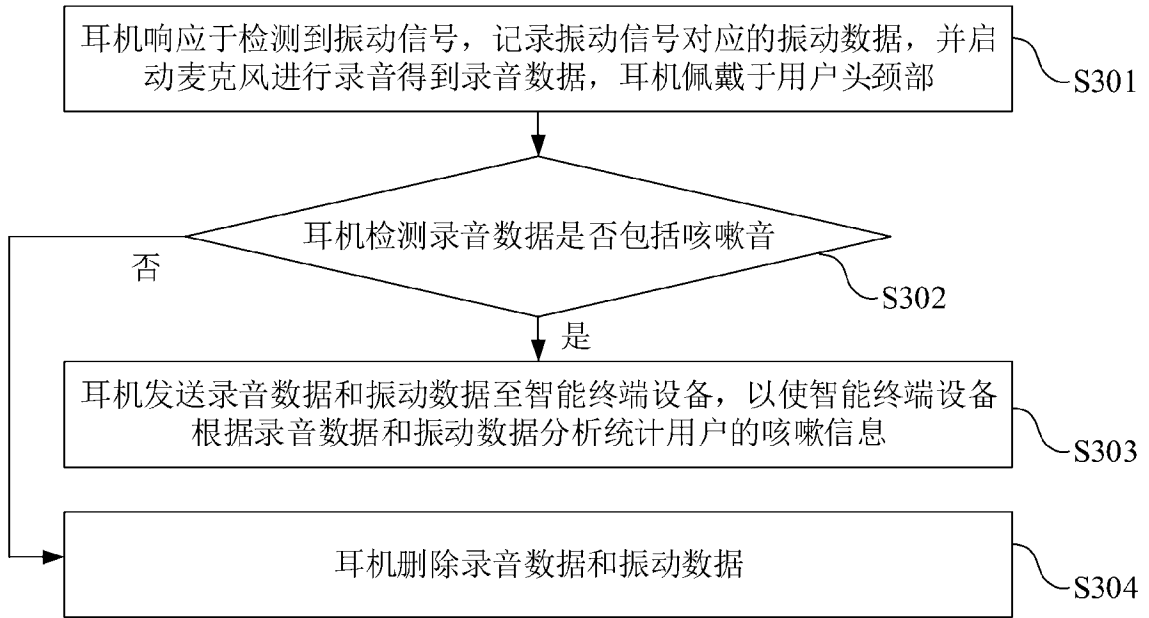 耳机响应于检测到振动信号，记录振动信号对应的振动数据，并启
动麦克风进行录音得到录音数据，耳机佩戴于用户头颈部
S301
耳机检测录音数据是否包括咳嗽音
否
S302
是
耳机发送录音数据和振动数据至智能终端设备，以使智能终端设备
根据录音数据和振动数据分析统计用户的咳嗽信息
S303
耳机删除录音数据和振动数据
S304